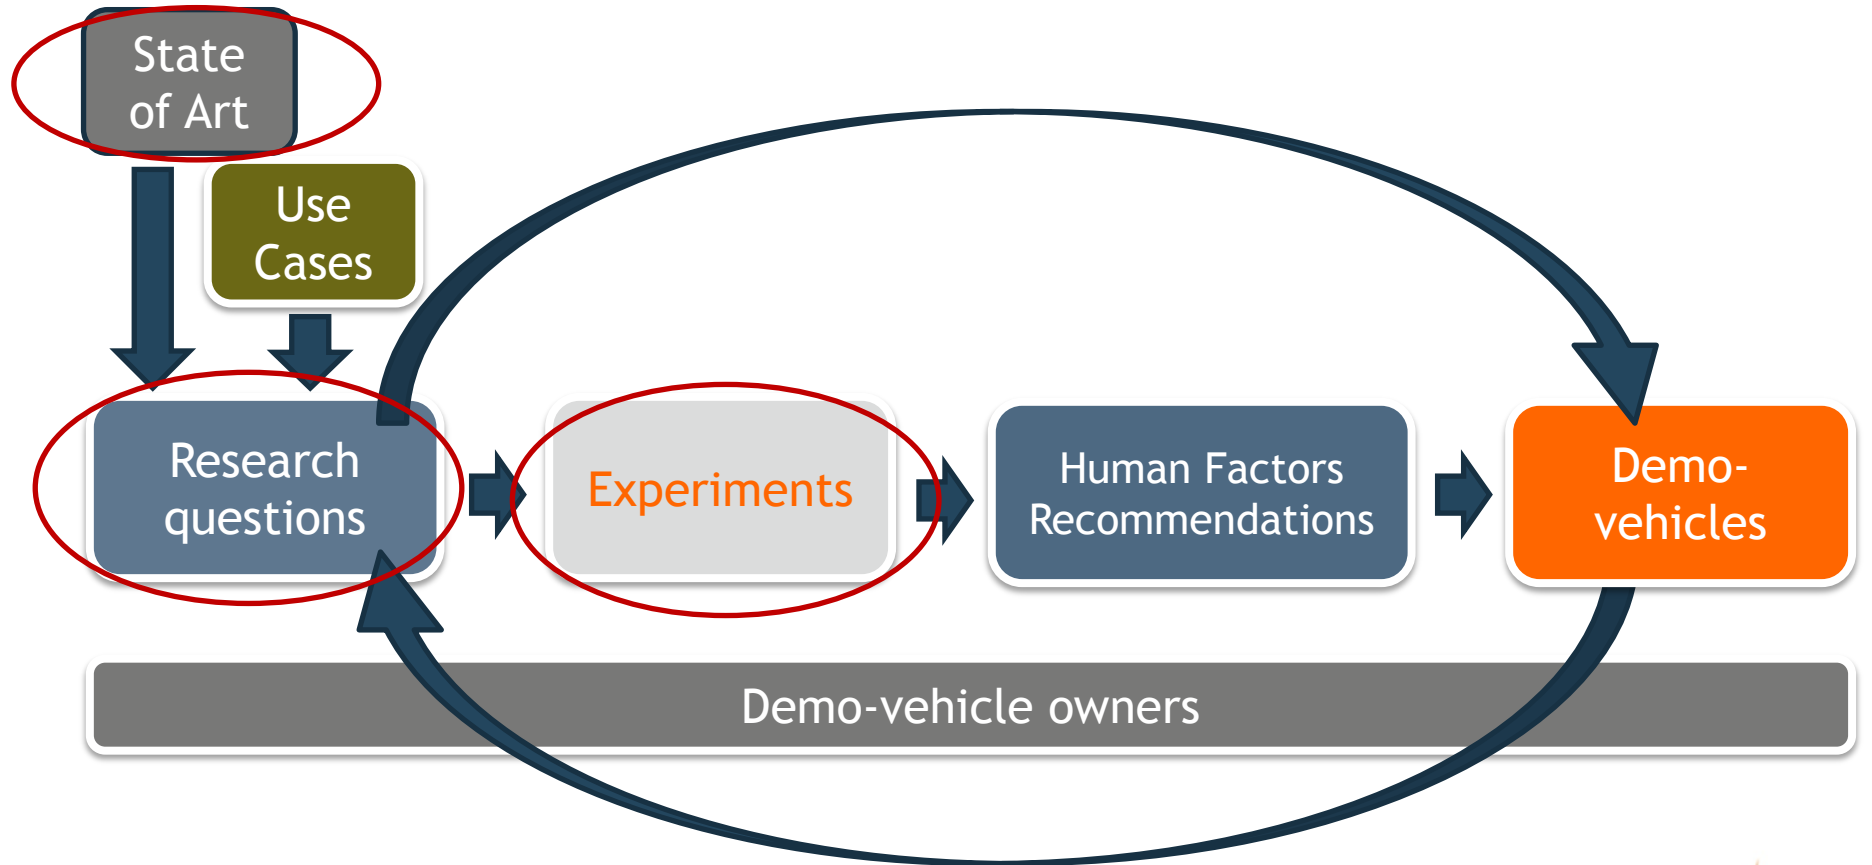 State
of Art
Use
Cases
Research
questions
Experiments
Human Factors
Recommendations
Demo-
vehicles
Demo-vehicle owners